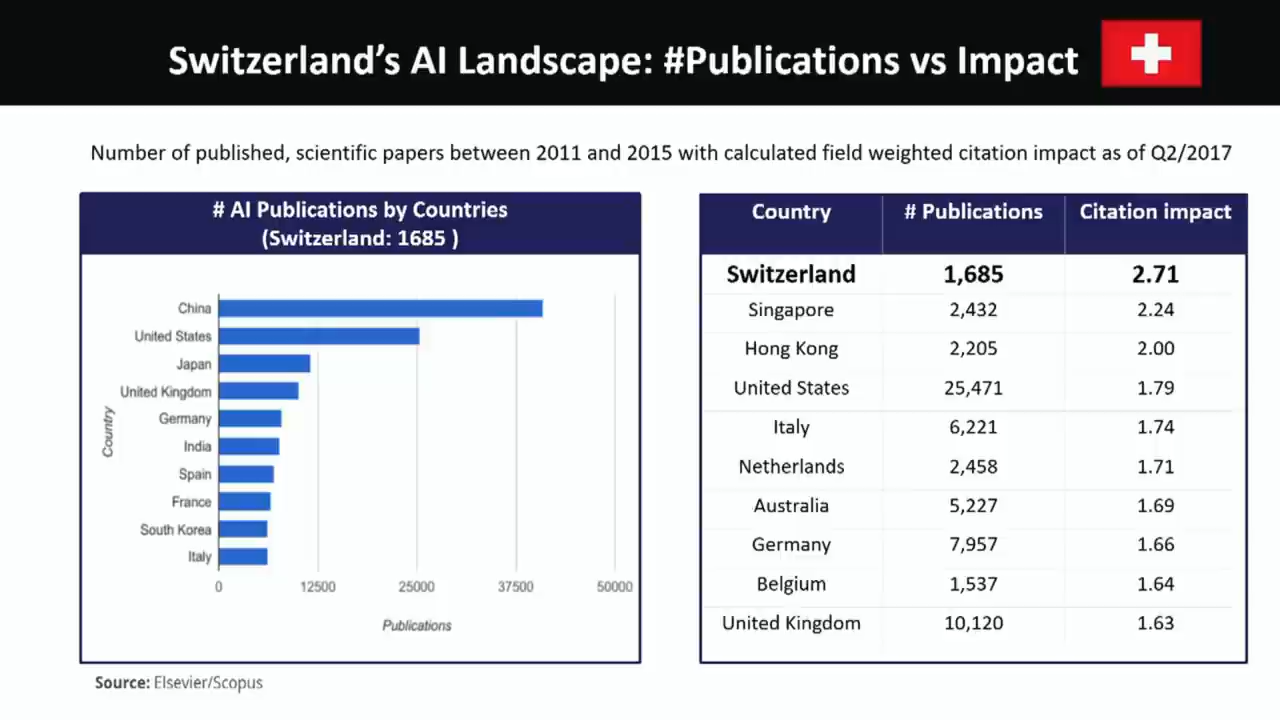 Switzerland's AI Landscape: #Publications vs Impact
Number of published, scientific papers between 2011 and 2015 with calculated field weighted citation impact as of Q2/2017
# AI Publications by Countries
(Switzerland: 1685 )
Country
China
United States
Japan
United Kingdom
Germany
India
Spain
France
South Korea
Italy
0 12500 25000 37500 50000
Publications
Country # Publications Citation impact
Switzerland 1,685 2.71
Singapore 2,432 2.24
Hong Kong 2,205 2.00
United States 25,471 1.79
Italy 6,221 1.74
Netherlands 2,458 1.71
Australia 5,227 1.69
Germany 7,957 1.66
Belgium 1,537 1.64
United Kingdom 10,120 1.63
Source: Elsevier/Scopus